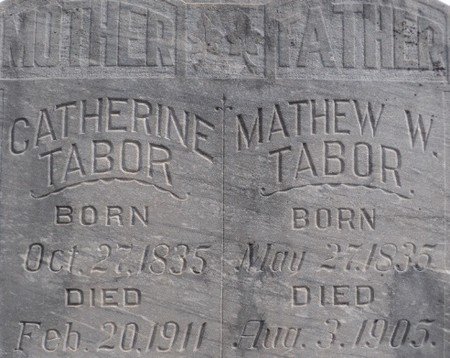 MOTHER
CATHERINE
TABOR
BORN
Oct. 27, 1835
DIED
Feb. 20, 1911
FATHER
MATHEW W.
TABOR.
BORN
May 27, 1835.
DIED
Aug. 3, 1905.